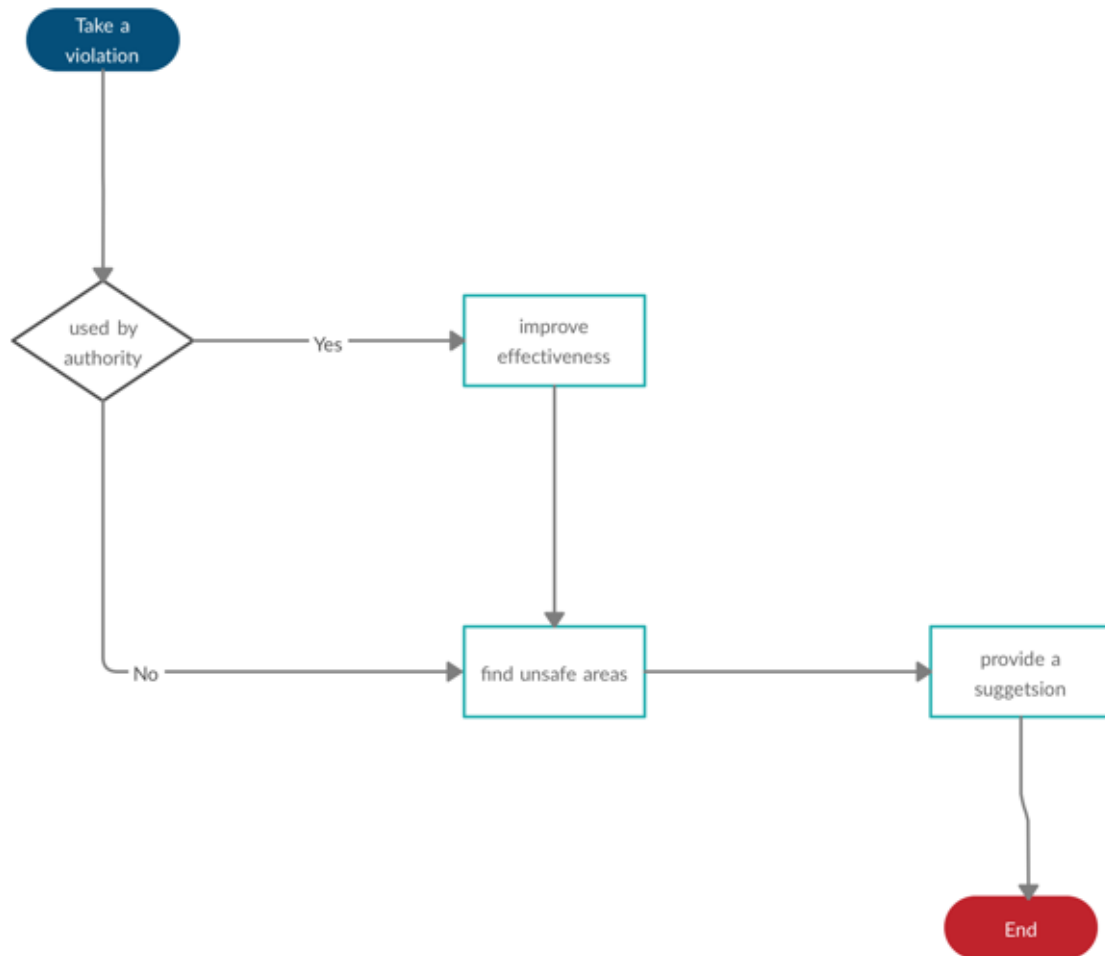 Take a
violation
used by
authority
Yes
improve
effectiveness
No
find unsafe areas
provide a
suggetsion
End